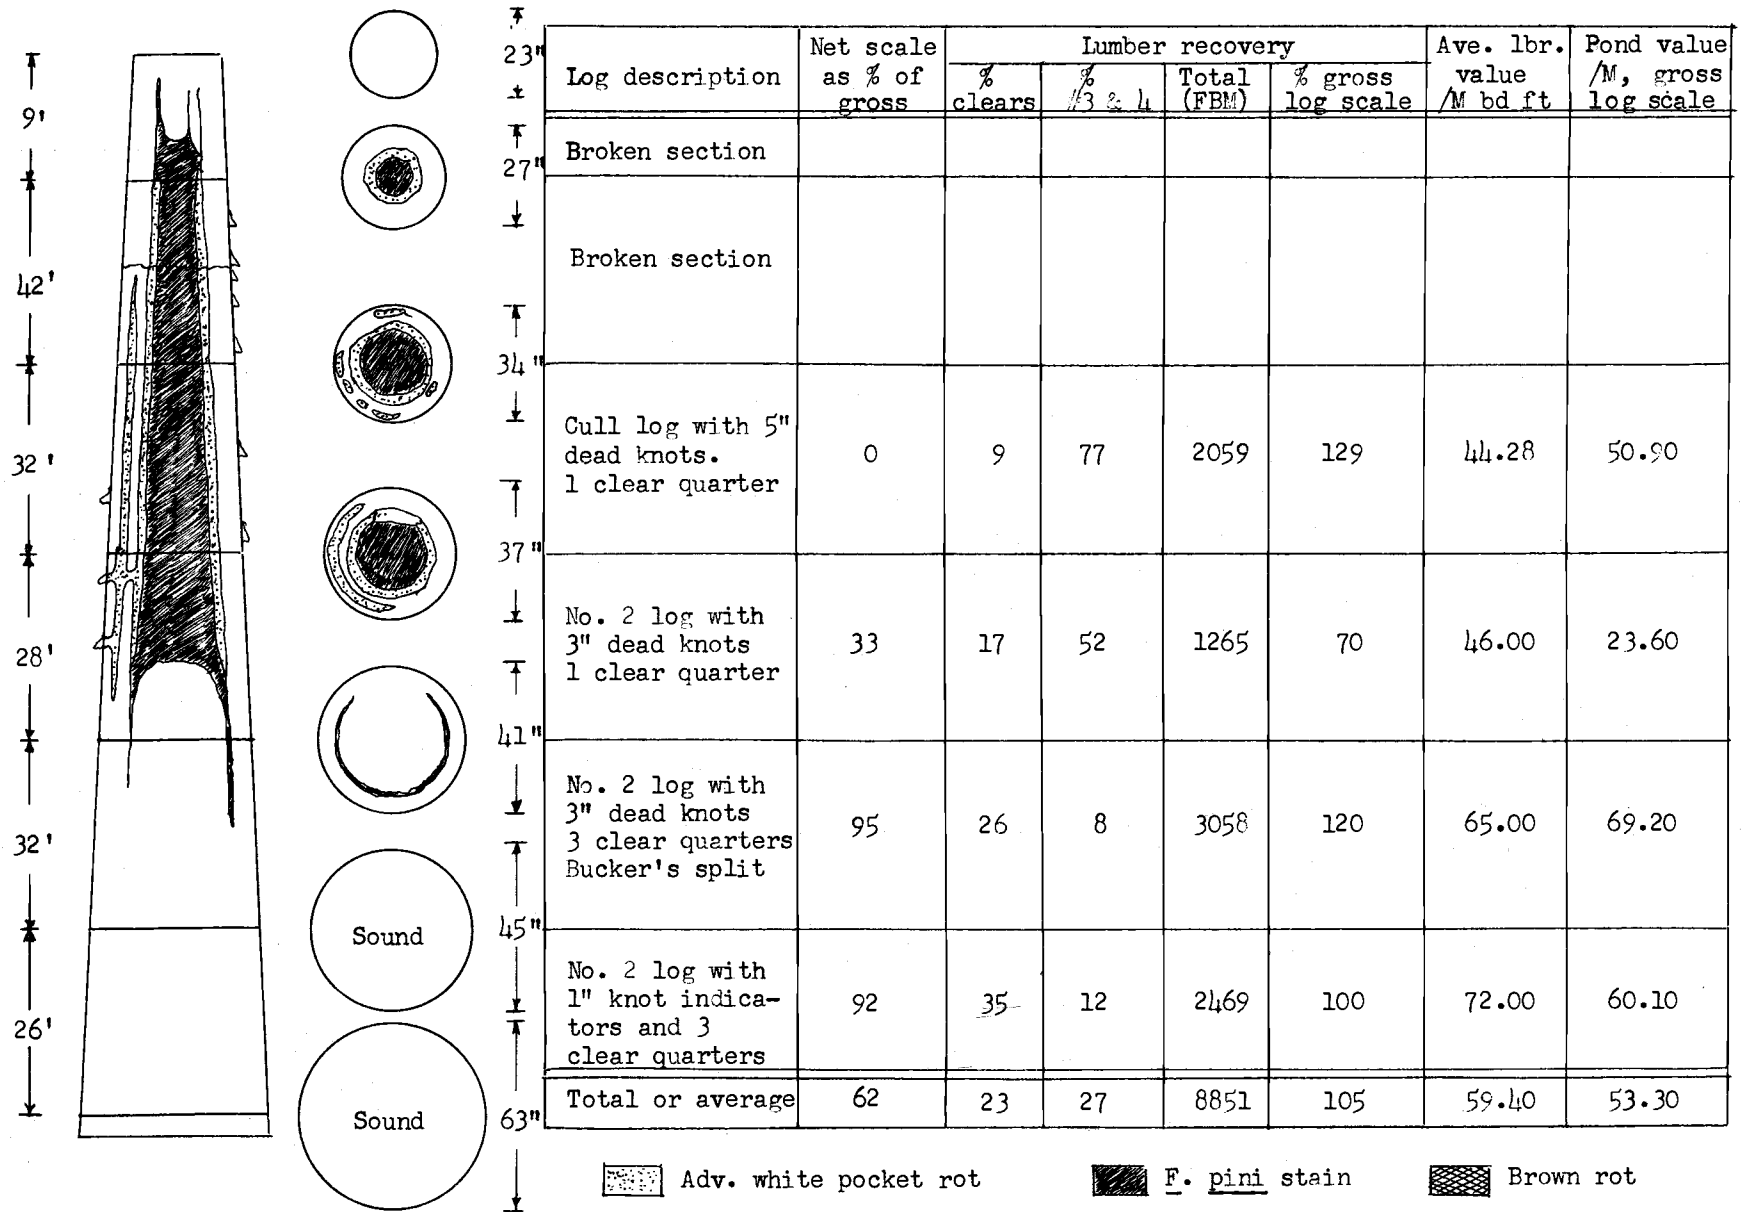 Log description
Net scale
as % of
gross
Lumber recovery
%
clears
%
#3 & 4
Total
(FBM)
% gross
log scale
Ave. lbr.
value
/M bd ft
Pond value
/M, gross
log scale
23"
9'
27"
Broken section
42'
Broken section
34"
32'
Cull log with 5"
dead knots.
1 clear quarter
0 9 77 2059 129 44.28 50.90
37"
28'
No. 2 log with
3" dead knots
1 clear quarter
33 17 52 1265 70 46.00 23.60
41"
32'
No. 2 log with
3" dead knots
3 clear quarters
Bucker's split
95 26 8 3058 120 65.00 69.20
Sound
45"
26'
No. 2 log with
1" knot indica-
tors and 3
clear quarters
92 35 12 2469 100 72.00 60.10
Sound
63"
Total or average 62 23 27 8851 105 59.40 53.30
Adv. white pocket rot F. pini stain Brown rot